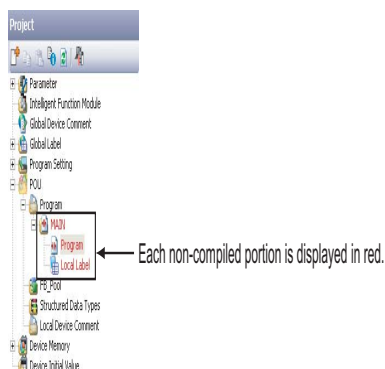 Project
Parameter
Intelligent Function Module
Global Device Comment
Global Label
Program Setting
POU
Program
MAIN
Program
Local Label
Each non-compiled portion is displayed in red.
FB_Pool
Structured Data Types
Local Device Comment
Device Memory
Device Initial Value